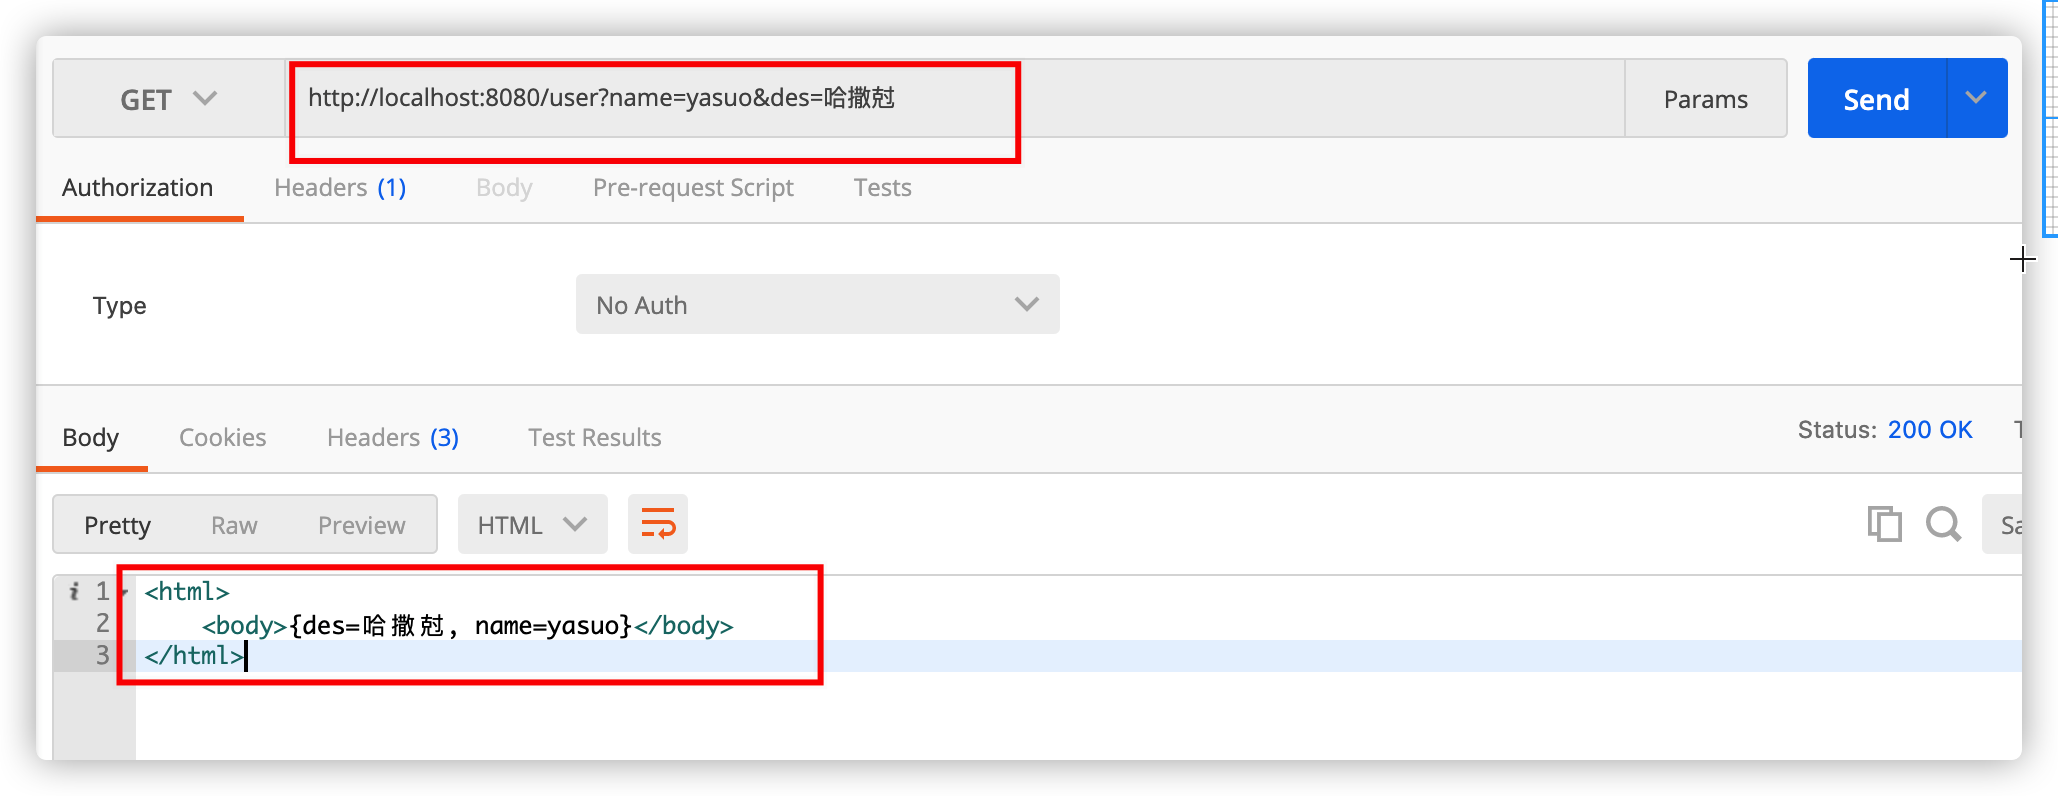 GET http://localhost:8080/user?name=yasuo&des=哈撒尅 Params Send
Authorization Headers (1) Body Pre-request Script Tests
Type No Auth
Body Cookies Headers (3) Test Results Status: 200 OK
Pretty Raw Preview HTML Sa
i 1 <html>
2 <body>{des=哈撒尅, name=yasuo}</body>
3 </html>